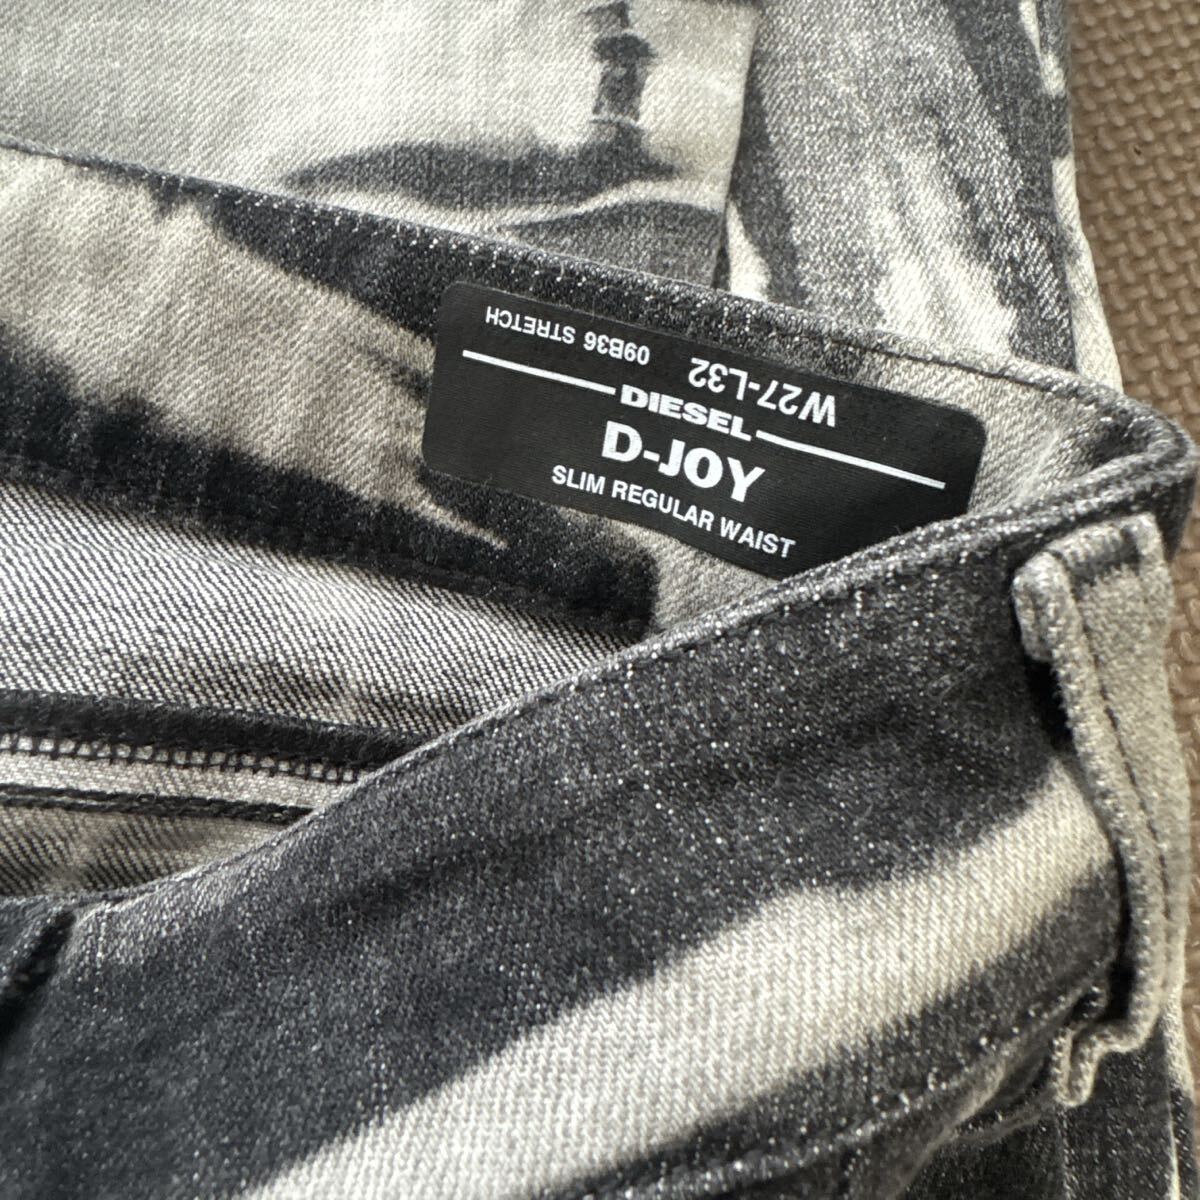 DIESEL
D-JOY
SLIM REGULAR WAIST
W27-L32
09B36 STRETCH